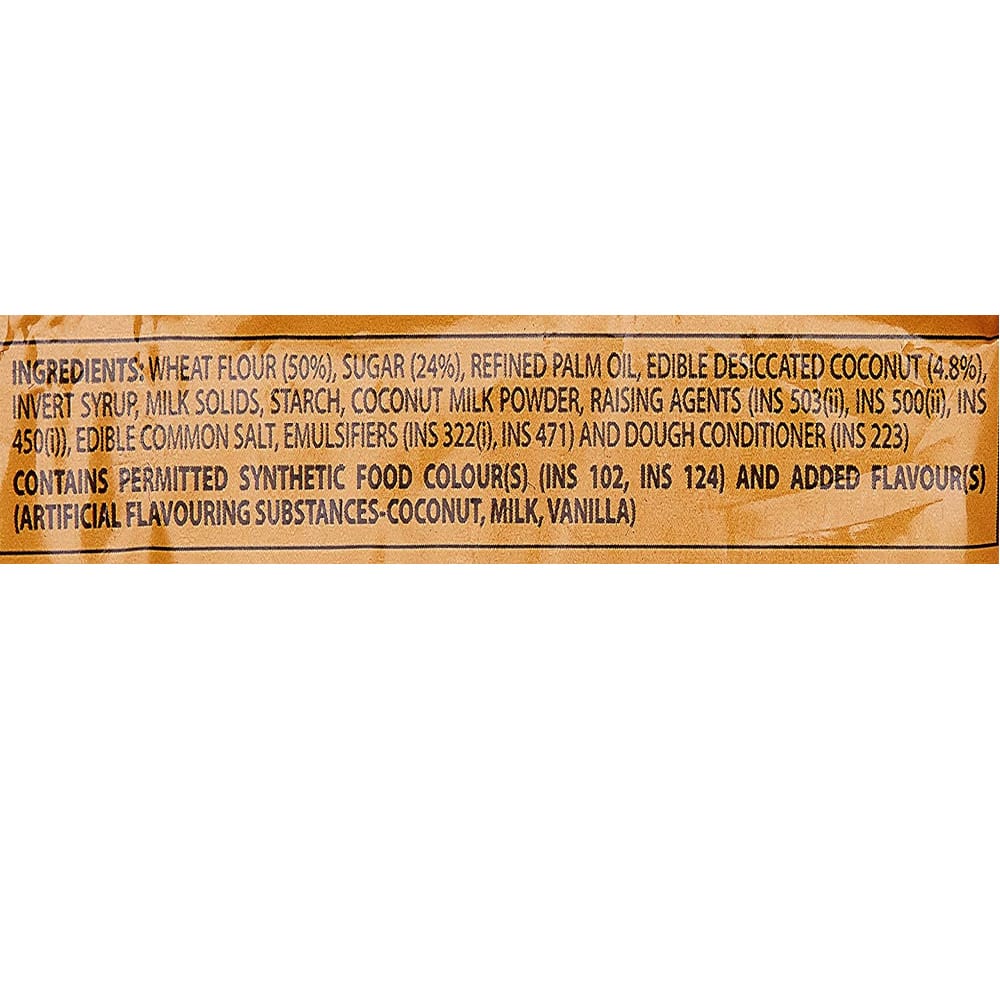 INGREDIENTS: WHEAT FLOUR (50%), SUGAR (24%), REFINED PALM OIL, EDIBLE DESICCATED COCONUT (4.8%),
INVERT SYRUP, MILK SOLIDS, STARCH, COCONUT MILK POWDER, RAISING AGENTS (INS 503(ii), INS 500(ii), INS
450(i)), EDIBLE COMMON SALT, EMULSIFIERS (INS 322(i), INS 471) AND DOUGH CONDITIONER (INS 223)
CONTAINS PERMITTED SYNTHETIC FOOD COLOUR(S) (INS 102, INS 124) AND ADDED FLAVOUR(S)
(ARTIFICIAL FLAVOURING SUBSTANCES-COCONUT, MILK, VANILLA)